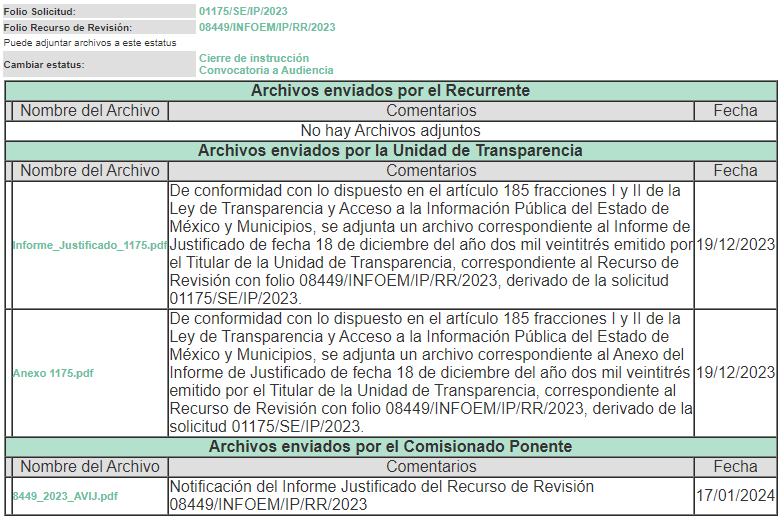 Folio Solicitud: 01175/SE/IP/2023
Folio Recurso de Revisión: 08449/INFOEM/IP/RR/2023
Puede adjuntar archivos a este estatus
Cambiar estatus: Cierre de instrucción
Convocatoria a Audiencia
Archivos enviados por el Recurrente
Nombre del Archivo Comentarios Fecha
No hay Archivos adjuntos
Archivos enviados por la Unidad de Transparencia
Nombre del Archivo Comentarios Fecha
De conformidad con lo dispuesto en el artículo 185 fracciones I y II de la
Ley de Transparencia y Acceso a la Información Pública del Estado de
México y Municipios, se adjunta un archivo correspondiente al Informe de
Informe_Justificado_1175.pdf Justificado de fecha 18 de diciembre del año dos mil veintitrés emitido por 19/12/2023
el Titular de la Unidad de Transparencia, correspondiente al Recurso de
Revisión con folio 08449/INFOEM/IP/RR/2023, derivado de la solicitud
01175/SE/IP/2023.
De conformidad con lo dispuesto en el artículo 185 fracciones I y II de la
Ley de Transparencia y Acceso a la Información Pública del Estado de
México y Municipios, se adjunta un archivo correspondiente al Anexo del
Anexo 1175.pdf Informe de Justificado de fecha 18 de diciembre del año dos mil veintitrés 19/12/2023
emitido por el Titular de la Unidad de Transparencia, correspondiente al
Recurso de Revisión con folio 08449/INFOEM/IP/RR/2023, derivado de la
solicitud 01175/SE/IP/2023.
Archivos enviados por el Comisionado Ponente
Nombre del Archivo Comentarios Fecha
8449_2023_AVIJ.pdf Notificación del Informe Justificado del Recurso de Revisión 17/01/2024
08449/INFOEM/IP/RR/2023